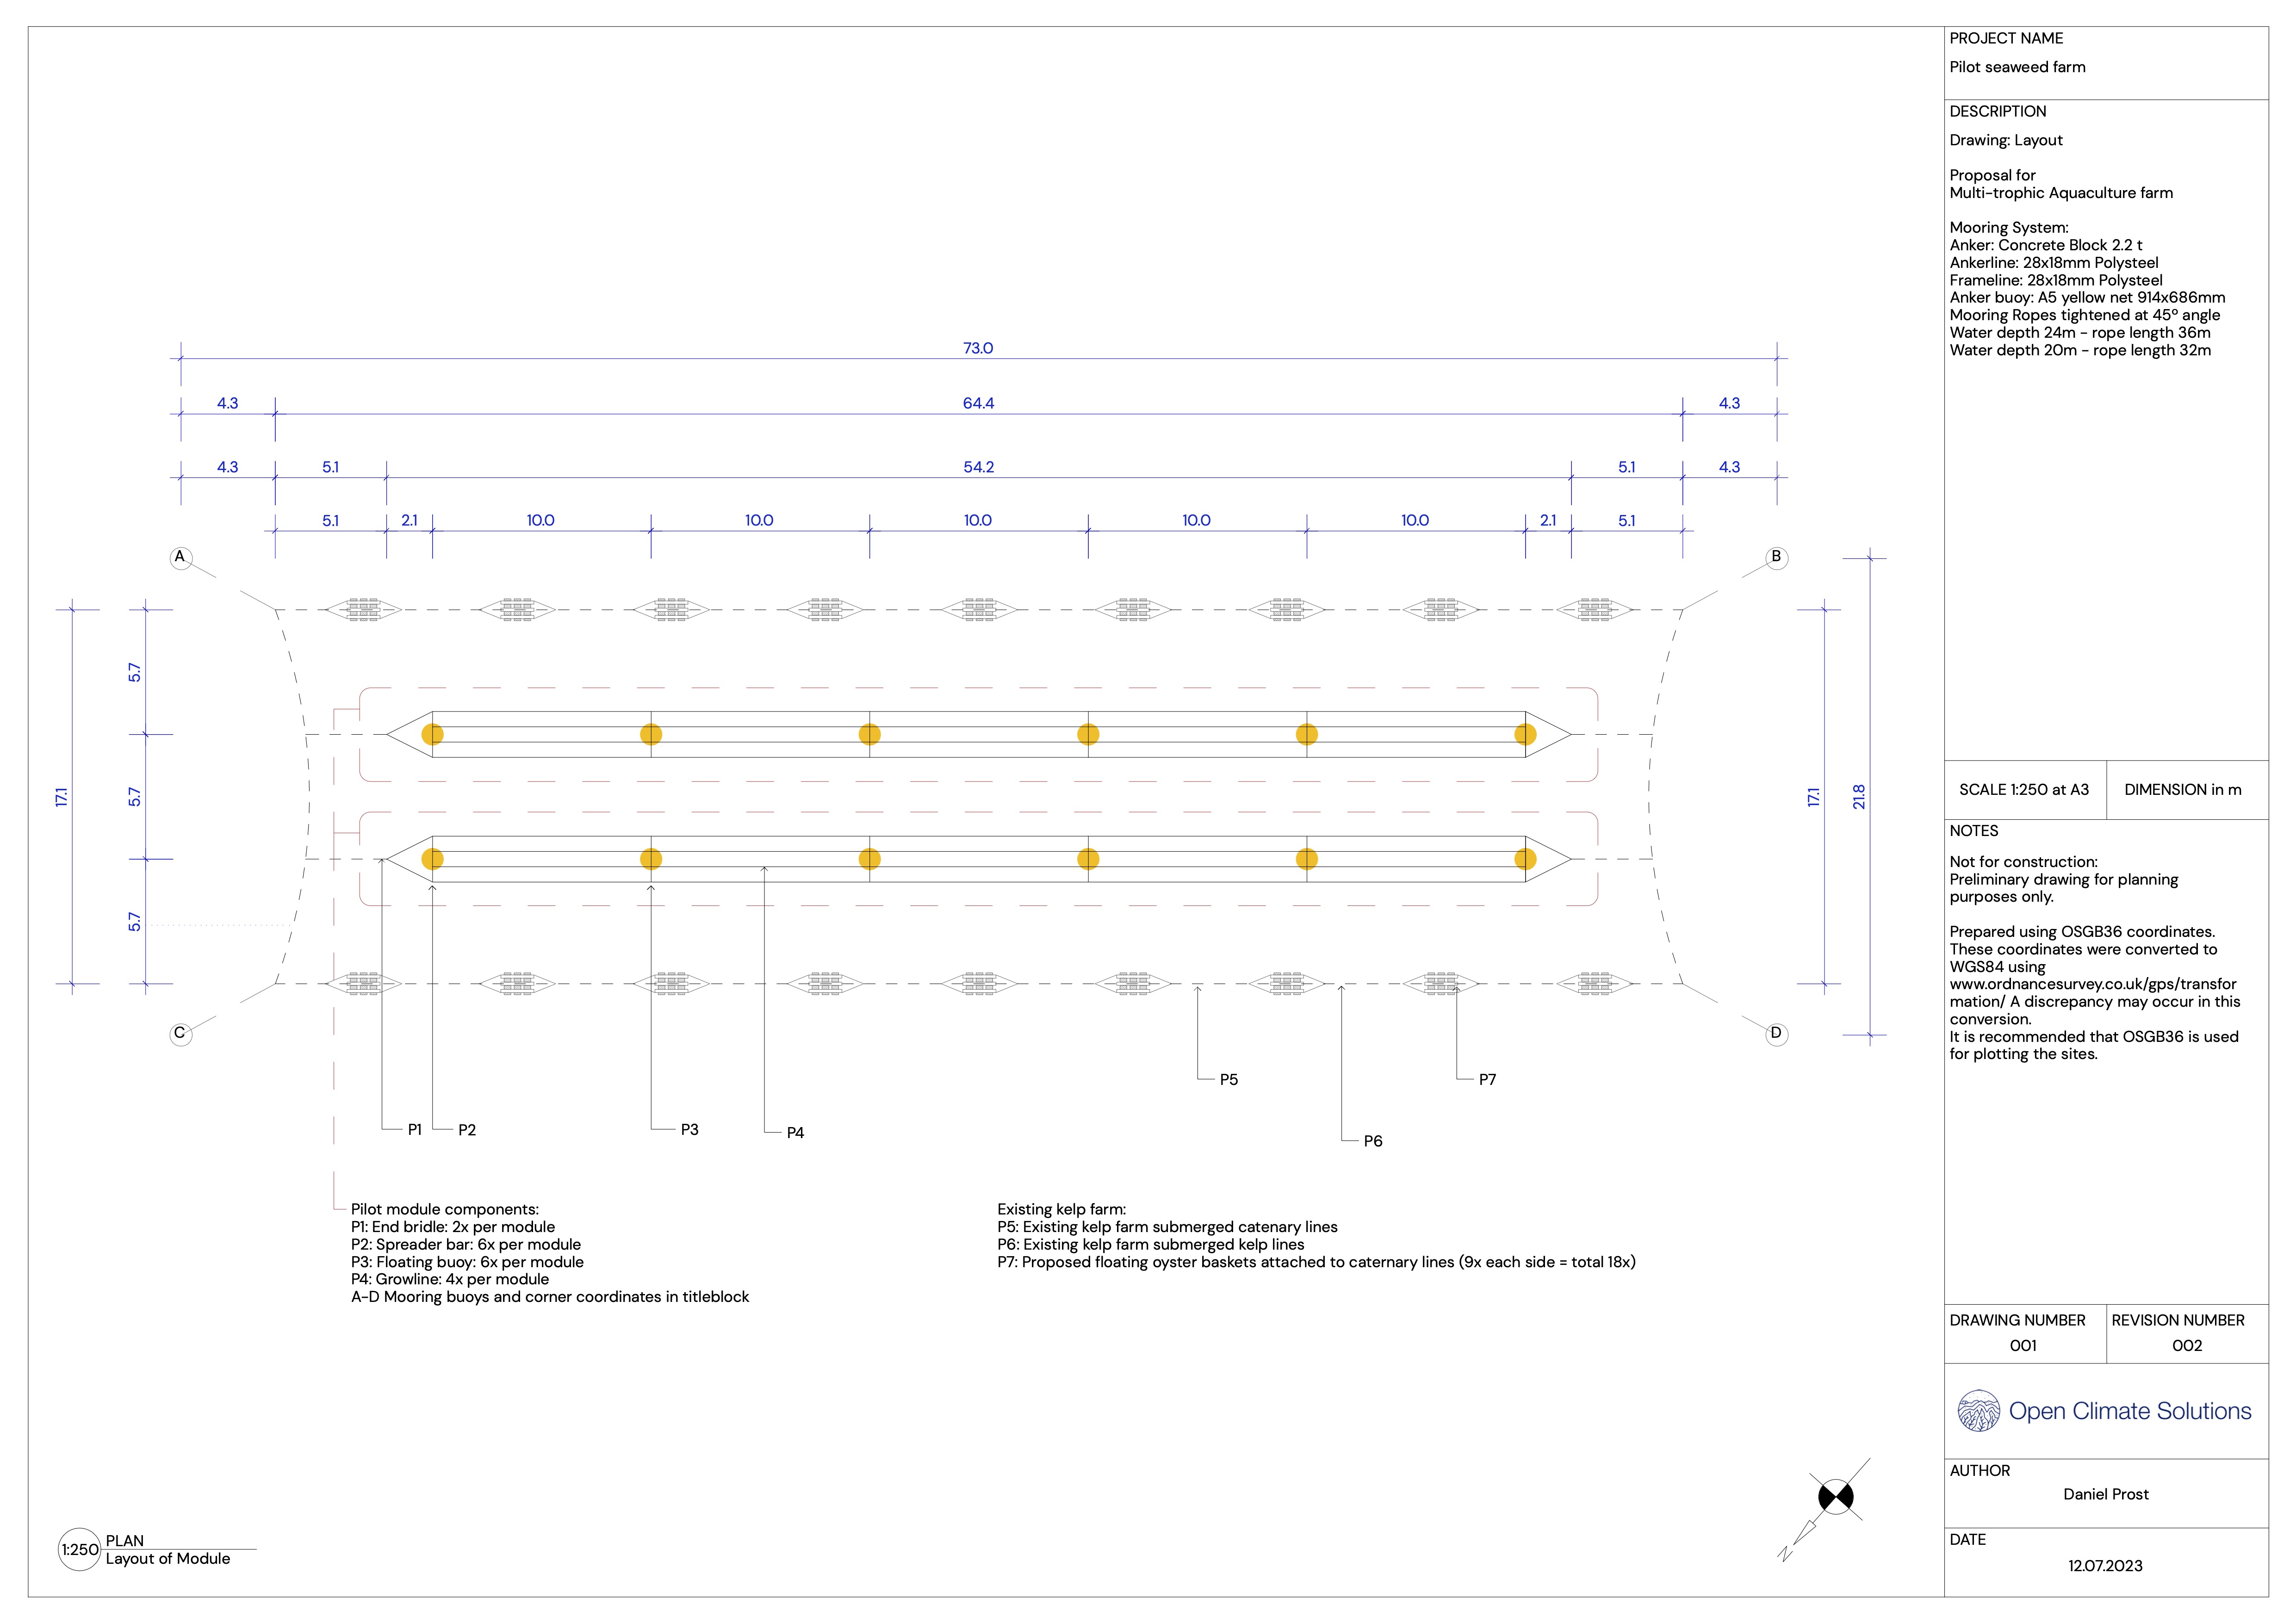 73.0
4.3
64.4
4.3
4.3
5.1
54.2
5.1
4.3
5.1
2.1
10.0
10.0
10.0
10.0
10.0
2.1
5.1
A
B
5.7
5.7
5.7
17.1
17.1
21.8
C
D
P5
P7
P1
P2
P3
P4
P6
Pilot module components:
P1: End bridle: 2x per module
P2: Spreader bar: 6x per module
P3: Floating buoy: 6x per module
P4: Growline: 4x per module
A-D Mooring buoys and corner coordinates in titleblock
Existing kelp farm:
P5: Existing kelp farm submerged catenary lines
P6: Existing kelp farm submerged kelp lines
P7: Proposed floating oyster baskets attached to caternary lines (9x each side = total 18x)
1:250
PLAN
Layout of Module
N
PROJECT NAME
Pilot seaweed farm
DESCRIPTION
Drawing: Layout
Proposal for
Multi-trophic Aquaculture farm
Mooring System:
Anker: Concrete Block 2.2 t
Ankerline: 28x18mm Polysteel
Frameline: 28x18mm Polysteel
Anker buoy: A5 yellow net 914x686mm
Mooring Ropes tightened at 45º angle
Water depth 24m - rope length 36m
Water depth 20m - rope length 32m
SCALE 1:250 at A3
DIMENSION in m
NOTES
Not for construction:
Preliminary drawing for planning
purposes only.
Prepared using OSGB36 coordinates.
These coordinates were converted to
WGS84 using
www.ordnancesurvey.co.uk/gps/transfor
mation/ A discrepancy may occur in this
conversion.
It is recommended that OSGB36 is used
for plotting the sites.
DRAWING NUMBER
001
REVISION NUMBER
002
Open Climate Solutions
AUTHOR
Daniel Prost
DATE
12.07.2023